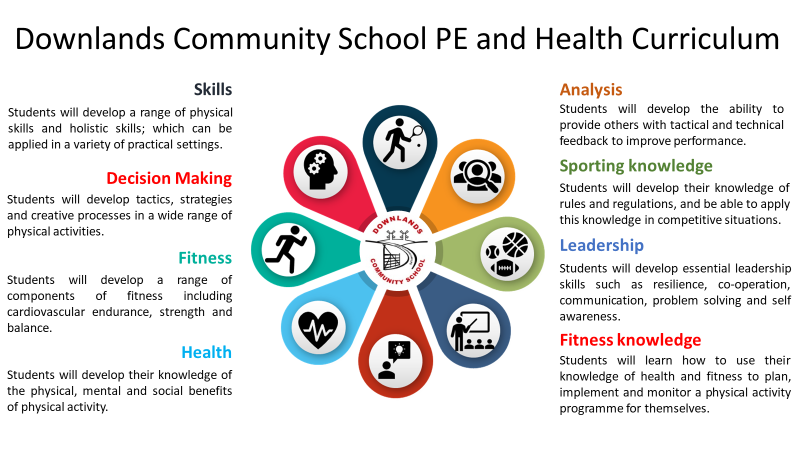 Downlands Community School PE and Health Curriculum
Skills
Students will develop a range of physical
skills and holistic skills; which can be
applied in a variety of practical settings.
Decision Making
Students will develop tactics, strategies
and creative processes in a wide range of
physical activities.
Fitness
Students will develop a range of
components of fitness including
cardiovascular endurance, strength and
balance.
Health
Students will develop their knowledge of
the physical, mental and social benefits
of physical activity.
DOWNLANDS
COMMUNITY SCHOOL
Analysis
Students will develop the ability to
provide others with tactical and technical
feedback to improve performance.
Sporting knowledge
Students will develop their knowledge of
rules and regulations, and be able to apply
this knowledge in competitive situations.
Leadership
Students will develop essential leadership
skills such as resilience, co-operation,
communication, problem solving and self
awareness.
Fitness knowledge
Students will learn how to use their
knowledge of health and fitness to plan,
implement and monitor a physical activity
programme for themselves.